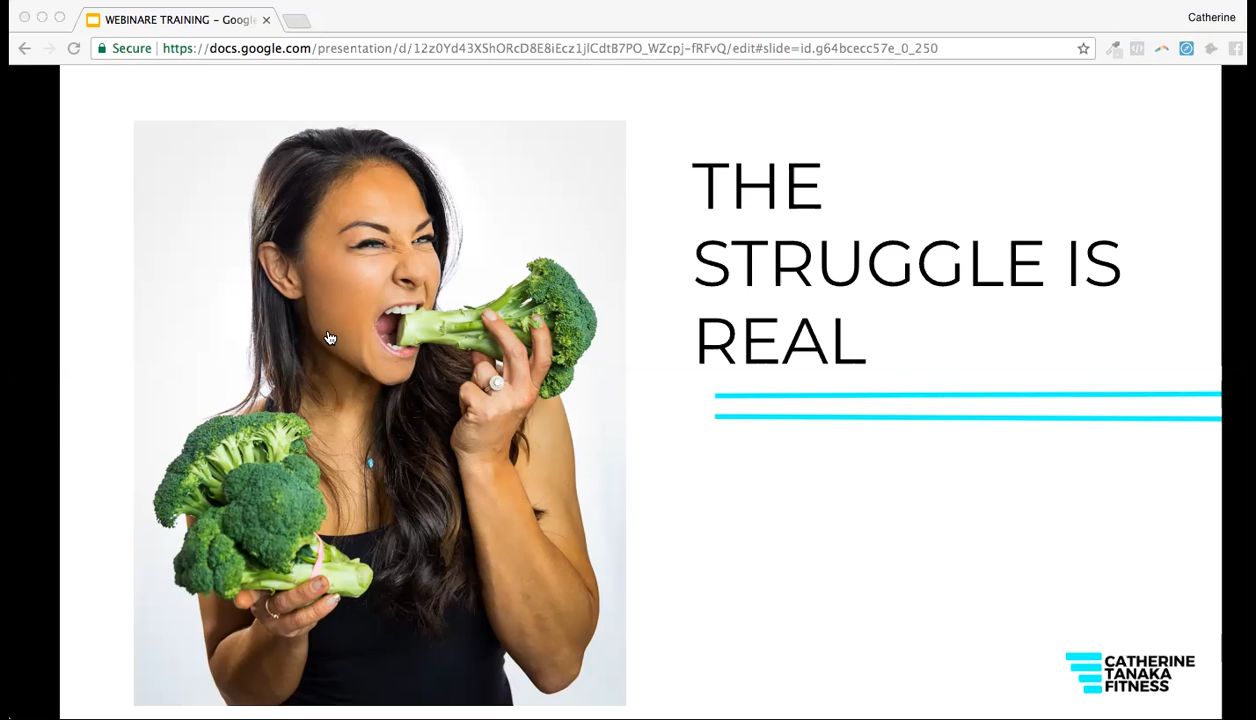 WEBINARE TRAINING – Google
Catherine
Secure
https://docs.google.com/presentation/d/12z0Yd43XShORcD8E8iEcz1jlCdtB7PO_WZcpj-fRFvQ/edit#slide=id.g64bcecc57e_0_250
THE
STRUGGLE IS
REAL
CATHERINE
TANAKA
FITNESS